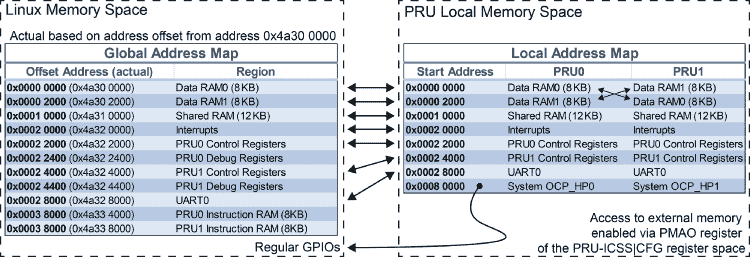 Linux Memory Space
Actual based on address offset from address 0x4a30 0000
Global Address Map
Offset Address (actual) Region
0x0000 0000 (0x4a30 0000) Data RAM0 (8KB)
0x0000 2000 (0x4a30 2000) Data RAM1 (8KB)
0x0001 0000 (0x4a31 0000) Shared RAM (12KB)
0x0002 0000 (0x4a32 0000) Interrupts
0x0002 2000 (0x4a32 2000) PRU0 Control Registers
0x0002 2400 (0x4a32 2400) PRU0 Debug Registers
0x0002 4000 (0x4a32 4000) PRU1 Control Registers
0x0002 4400 (0x4a32 4400) PRU1 Debug Registers
0x0002 8000 (0x4a32 8000) UART0
0x0003 4000 (0x4a33 4000) PRU0 Instruction RAM (8KB)
0x0003 8000 (0x4a33 8000) PRU1 Instruction RAM (8KB)
Regular GPIOs
PRU Local Memory Space
Local Address Map
Start Address PRU0 PRU1
0x0000 0000 Data RAM0 (8KB) Data RAM1 (8KB)
0x0000 2000 Data RAM1 (8KB) Data RAM0 (8KB)
0x0001 0000 Shared RAM (12KB) Shared RAM (12KB)
0x0002 0000 Interrupts Interrupts
0x0002 2000 PRU0 Control Registers PRU0 Control Registers
0x0002 4000 PRU1 Control Registers PRU1 Control Registers
0x0002 8000 UART0 UART0
0x0008 0000 System OCP_HP0 System OCP_HP1
Access to external memory
enabled via PMAO register
of the PRU-ICSS|CFG register space